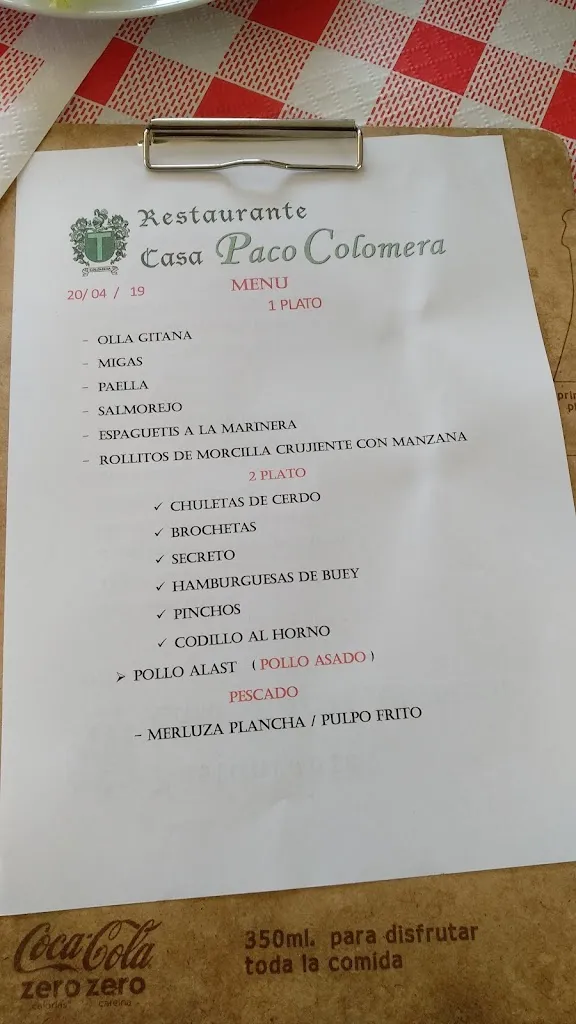 Restaurante
Casa Paco Colomera
20/ 04 / 19
MENU
1 PLATO
- OLLA GITANA
- MIGAS
- PAELLA
- SALMOREJO
- ESPAGUETIS A LA MARINERA
- ROLLITOS DE MORCILLA CRUJIENTE CON MANZANA
2 PLATO
✓ CHULETAS DE CERDO
✓ BROCHETAS
✓ SECRETO
✓ HAMBURGUESAS DE BUEY
✓ PINCHOS
✓ CODILLO AL HORNO
➤ POLLO ALAST ( POLLO ASADO )
PESCADO
- MERLUZA PLANCHA / PULPO FRITO
Coca-Cola
zero zero
calorías cafeína
350ml. para disfrutar
toda la comida